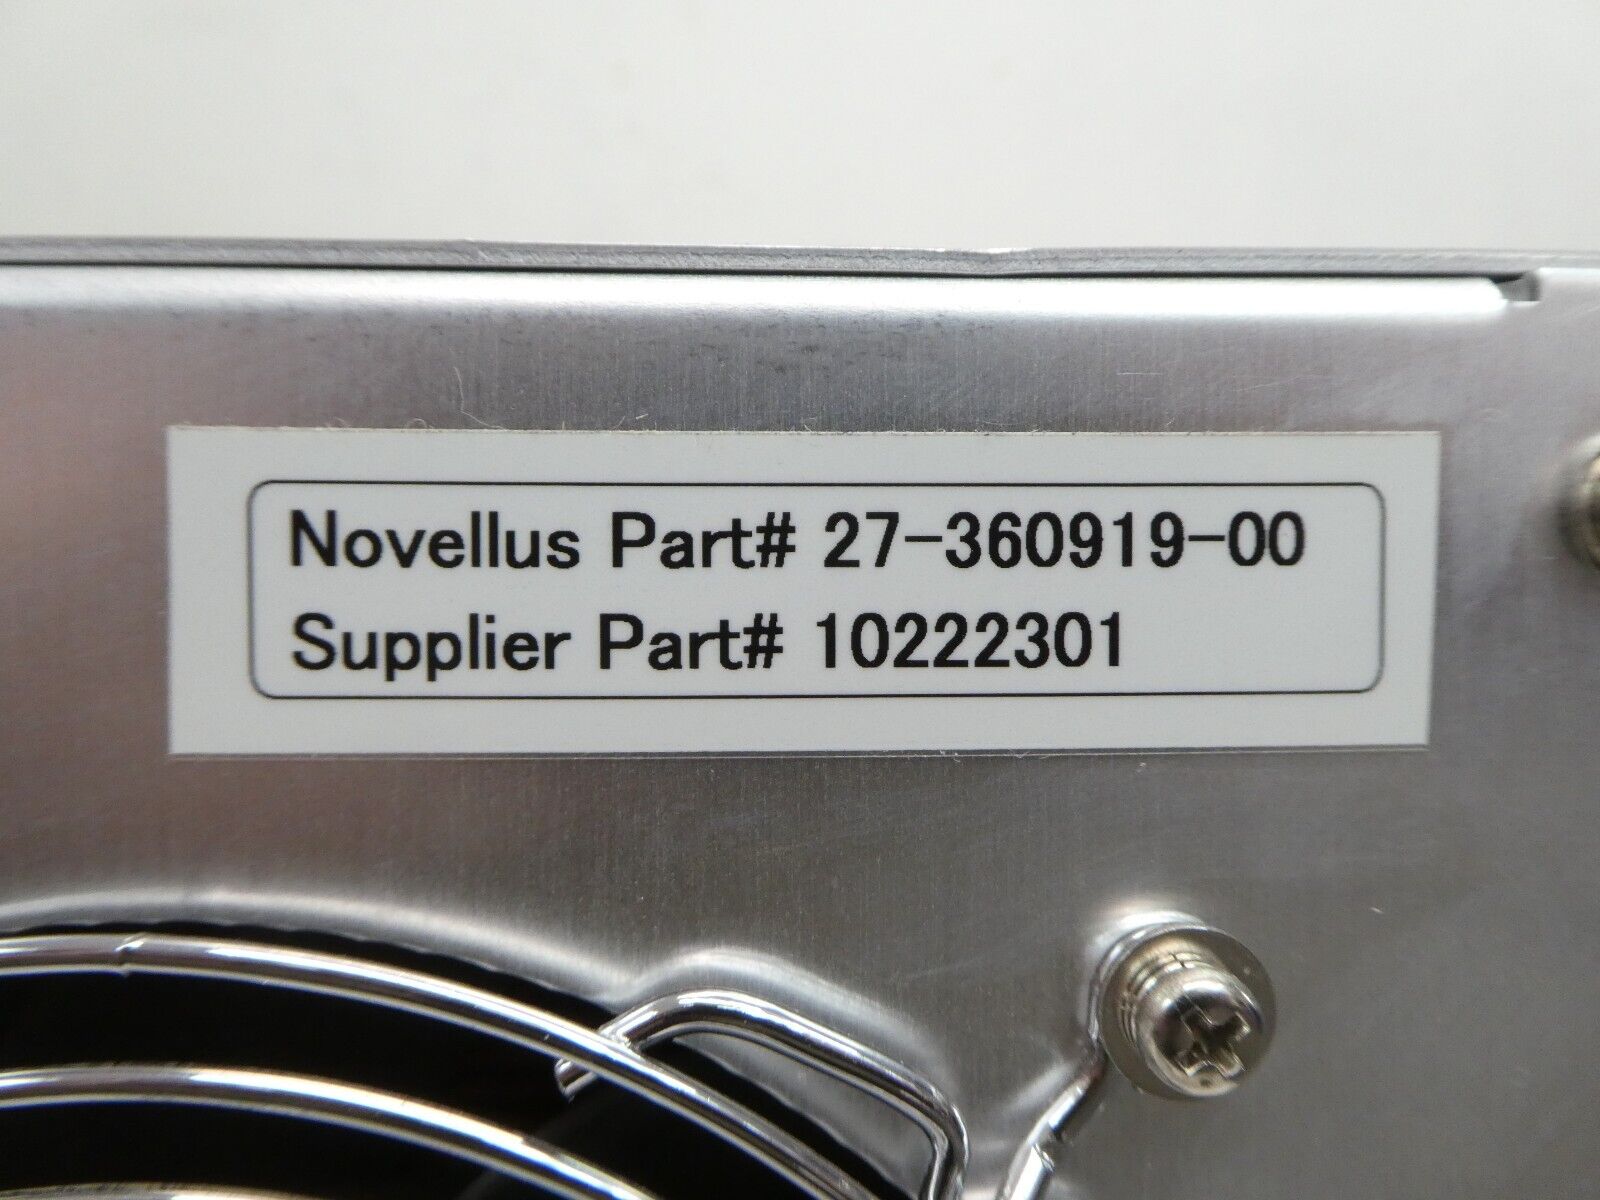 Novellus Part# 27-360919-00
Supplier Part# 10222301